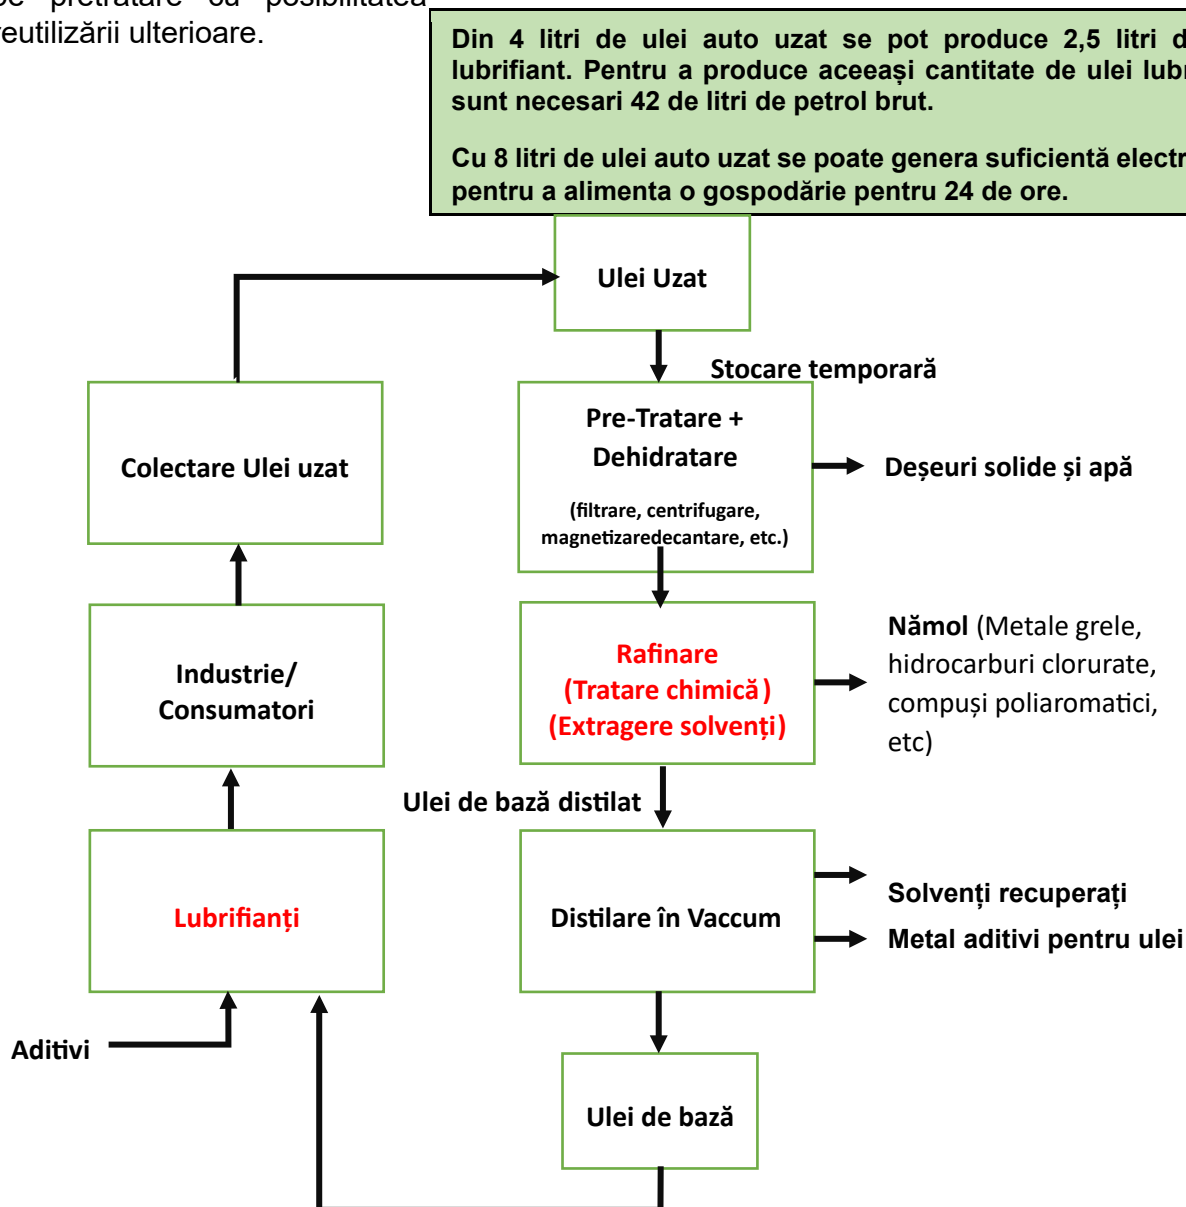 pretratare cu posibilitatea
reutilizării ulterioare.
Din 4 litri de ulei auto uzat se pot produce 2,5 litri
lubrifiant. Pentru a produce aceeași cantitate de ulei
sunt necesari 42 de litri de petrol brut.
Cu 8 litri de ulei auto uzat se poate genera suficientă
pentru a alimenta o gospodărie pentru 24 de ore.
Ulei Uzat
Stocare temporară
Pre-Tratare +
Dehidratare
(filtrare, centrifugare,
magnetizaredecantare, etc.)
Deșeuri solide și apă
Colectare Ulei uzat
Rafinare
(Tratare chimică)
(Extragere solvenți)
Nămol (Metale grele,
hidrocarburi clorurate,
compuși poliaromatici,
etc)
Industrie/
Consumatori
Ulei de bază distilat
Lubrifianți
Distilare în Vaccum
Solvenți recuperați
Metal aditivi pentru ulei
Aditivi
Ulei de bază